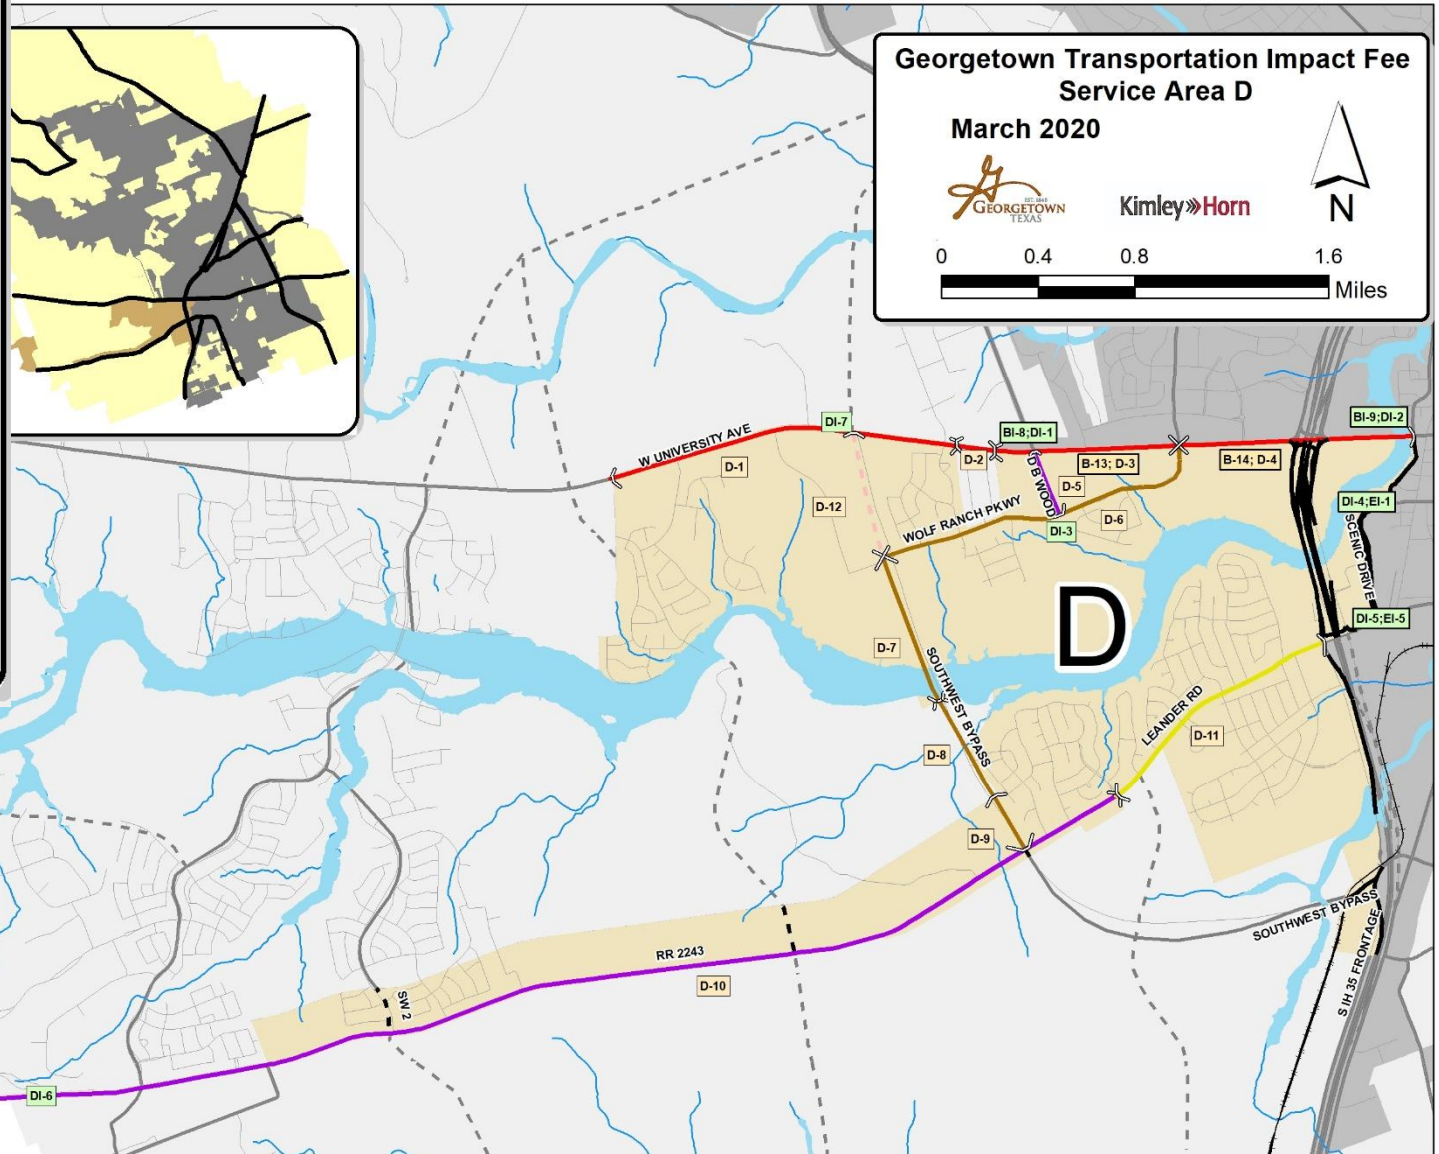 Georgetown Transportation Impact Fee
Service Area D
March 2020
EST. 1848
GEORGETOWN
TEXAS
Kimley»Horn
N
0 0.4 0.8 1.6
Miles
DI-7
BI-8;DI-1
BI-9;DI-2
W UNIVERSITY AVE
D-1
D-2
B-13; D-3
B-14; D-4
D B WOOD
D-5
DI-4;EI-1
D-12
WOLF RANCH PKWY
D-6
DI-3
SCENIC DRIVE
D
DI-5;EI-5
D-7
SOUTHWEST BYPASS
LEANDER RD
D-11
D-8
D-9
SOUTHWEST BYPASS
S IH 35 FRONTAGE
RR 2243
D-10
SW 2
DI-6